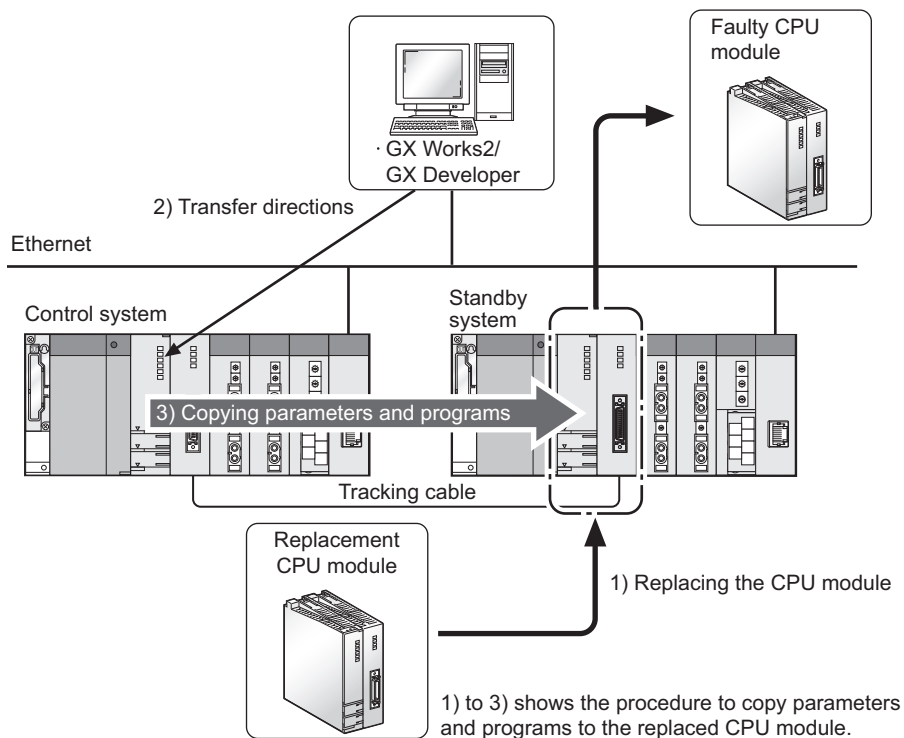 Faulty CPU
module
· GX Works2/
GX Developer
2) Transfer directions
Ethernet
Control system
Standby
system
3) Copying parameters and programs
Tracking cable
Replacement
CPU module
1) Replacing the CPU module
1) to 3) shows the procedure to copy parameters
and programs to the replaced CPU module.